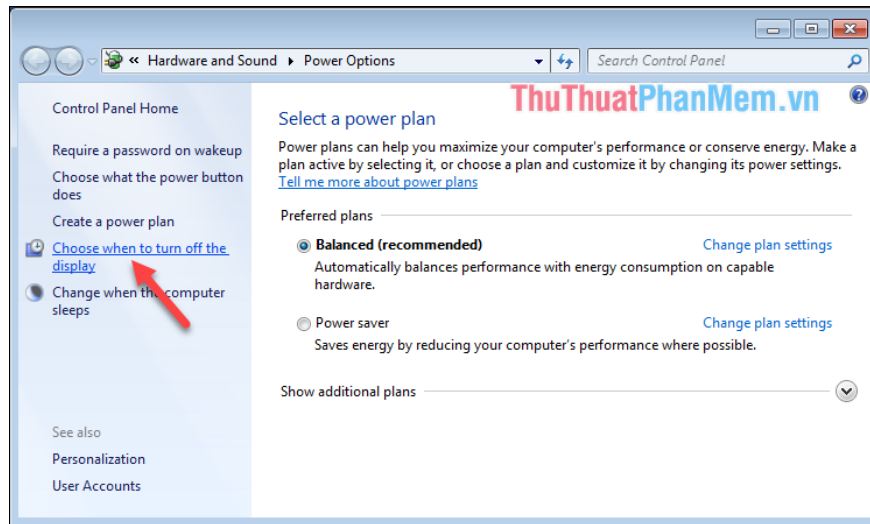 « Hardware and Sound ▸ Power Options
Search Control Panel
ThuThuatPhanMem.vn
Control Panel Home
Require a password on wakeup
Choose what the power button
does
Create a power plan
Choose when to turn off the
display
Change when the computer
sleeps
See also
Personalization
User Accounts
Select a power plan
Power plans can help you maximize your computer's performance or conserve energy. Make a
plan active by selecting it, or choose a plan and customize it by changing its power settings.
Tell me more about power plans
Preferred plans
Balanced (recommended) Change plan settings
Automatically balances performance with energy consumption on capable
hardware.
Power saver Change plan settings
Saves energy by reducing your computer's performance where possible.
Show additional plans